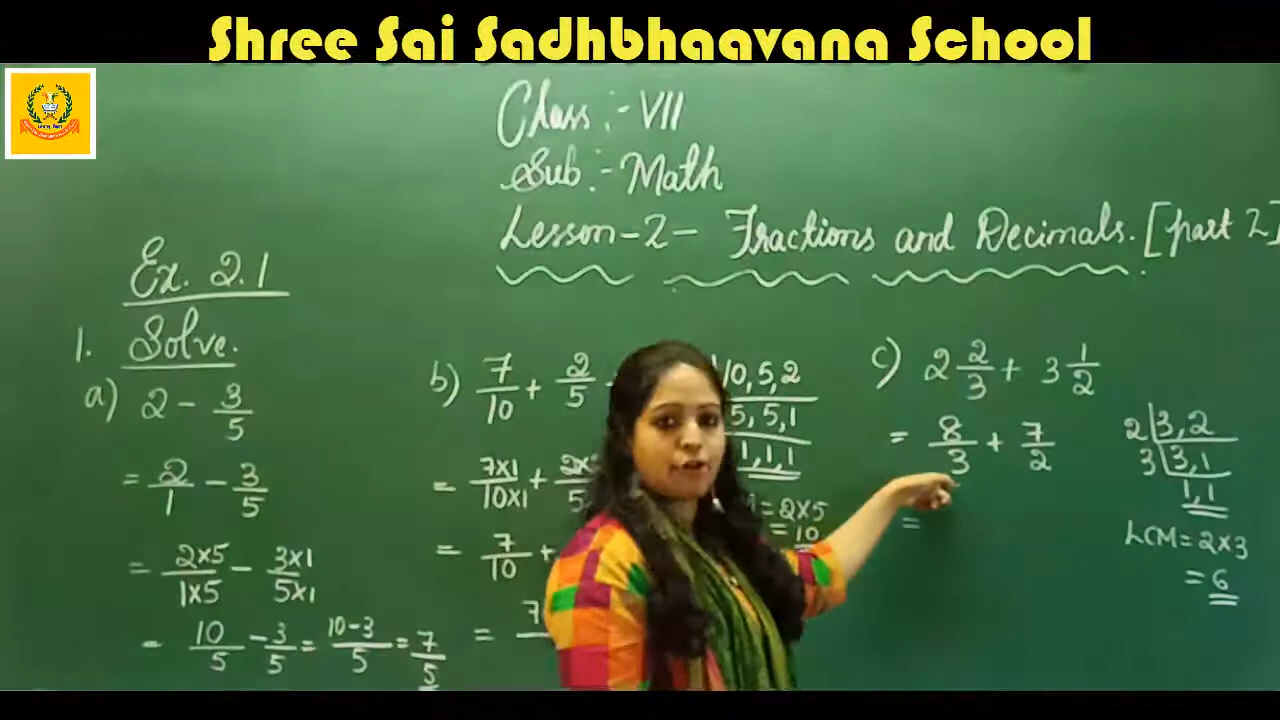 Shree Sai Sadhbhaavana School
Class :- VII
Sub :- Math
Lesson-2- Fractions and Decimals. [part 2]
Ex. 2.1
1. Solve.
a) 2 - 3/5
= 2/1 - 3/5
= 2×5/1×5 - 3×1/5×1
= 10/5 - 3/5 = 10-3/5 = 7/5
b) 7/10 + 2/5
= 7×1/10×1 + 2×
= 7/10 +
= 7
10, 5, 2
5, 5, 1
1, 1, 1
= 2×5
= 10
c) 2 2/3 + 3 1/2
= 8/3 + 7/2
=
2 | 3, 2
3 | 3, 1
1, 1
LCM = 2×3
= 6